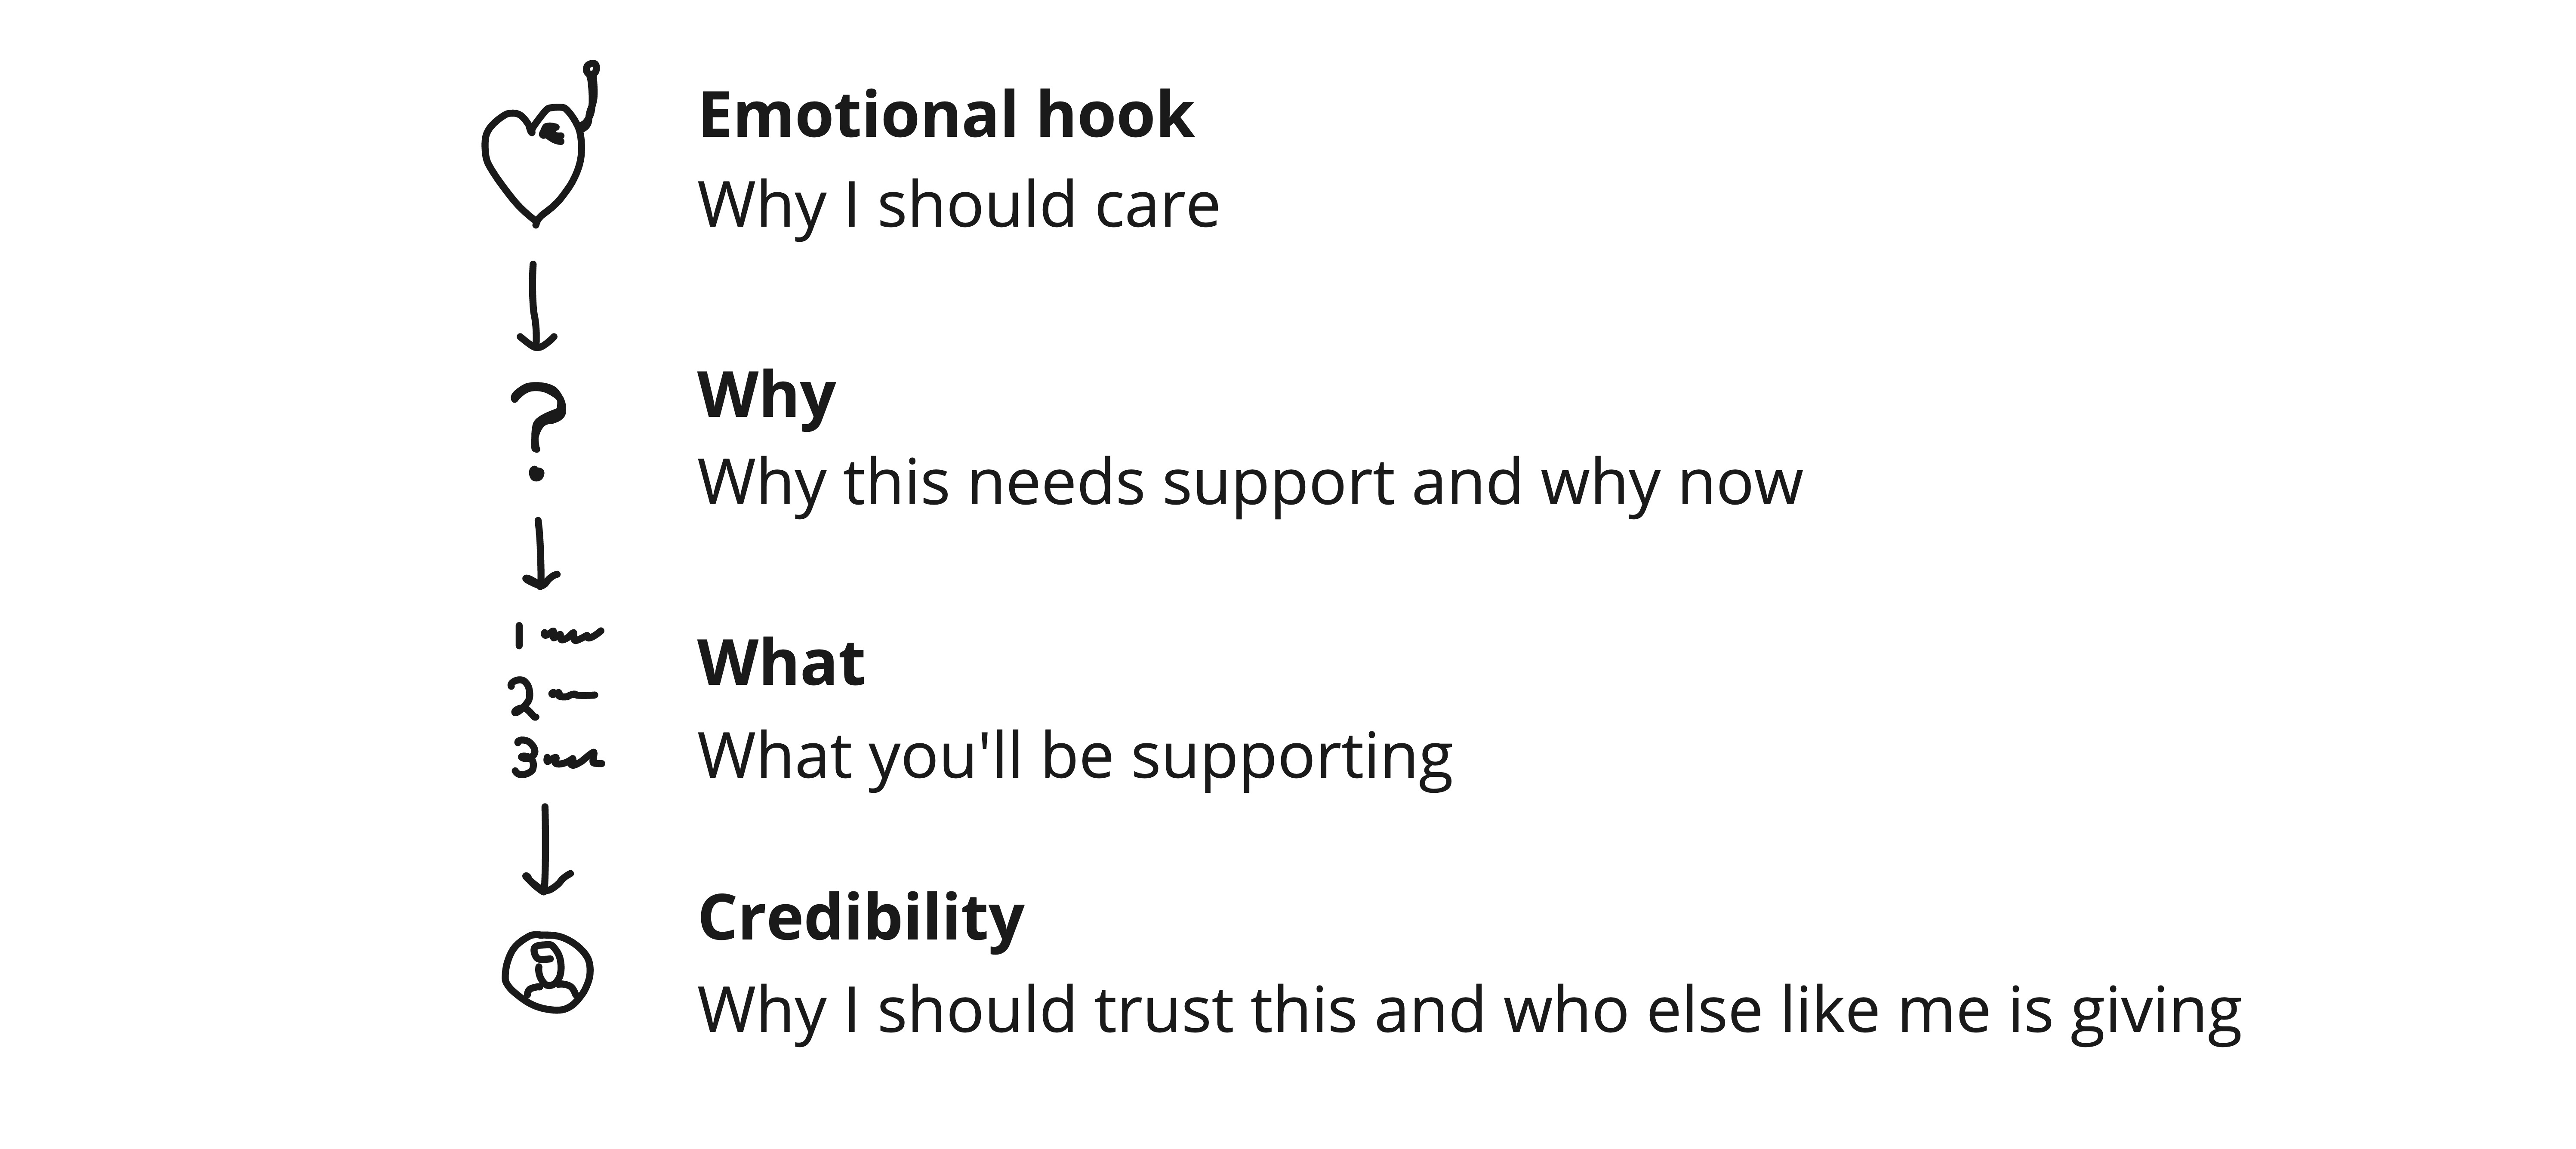 Emotional hook
Why I should care
Why
Why this needs support and why now
1
2
What
3
What you'll be supporting
Credibility
Why I should trust this and who else like me is giving